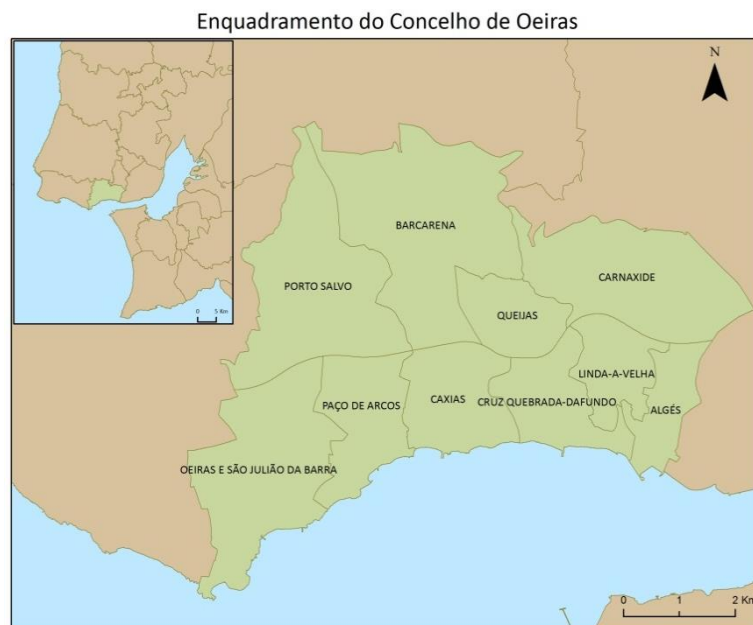 Enquadramento do Concelho de Oeiras
N
BARCARENA
CARNAXIDE
PORTO SALVO
QUEIJAS
0 5 Km
LINDA-A-VELHA
PAÇO DE ARCOS
CAXIAS
CRUZ QUEBRADA-DAFUNDO
ALGÉS
OEIRAS E SÃO JULIÃO DA BARRA
0 1 2 Km